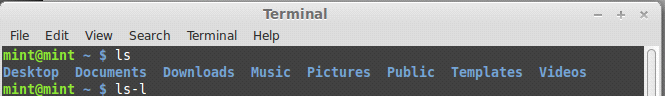 Terminal
File Edit View Search Terminal Help
mint@mint ~ $ ls
Desktop Documents Downloads Music Pictures Public Templates Videos
mint@mint ~ $ ls-l